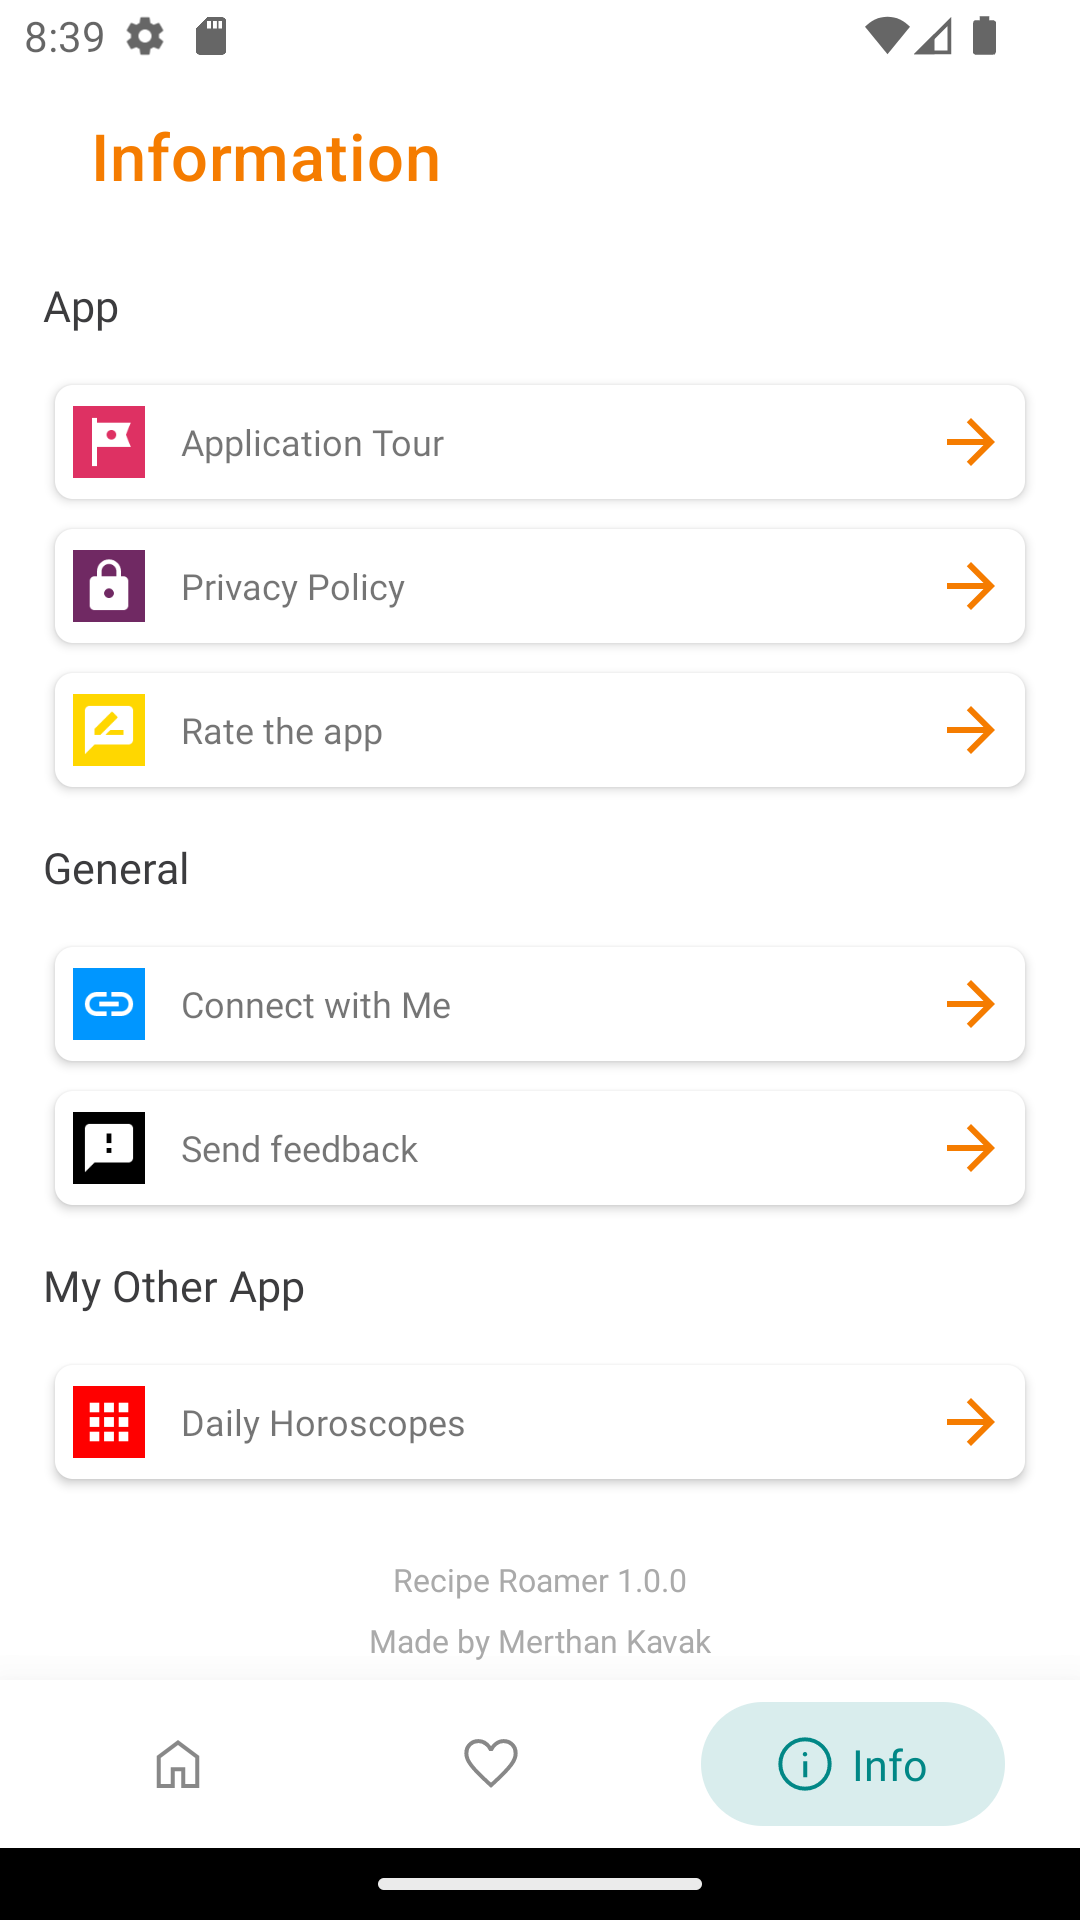 8:39
Information
App
Application Tour
Privacy Policy
Rate the app
General
Connect with Me
Send feedback
My Other App
Daily Horoscopes
Recipe Roamer 1.0.0
Made by Merthan Kavak
Info